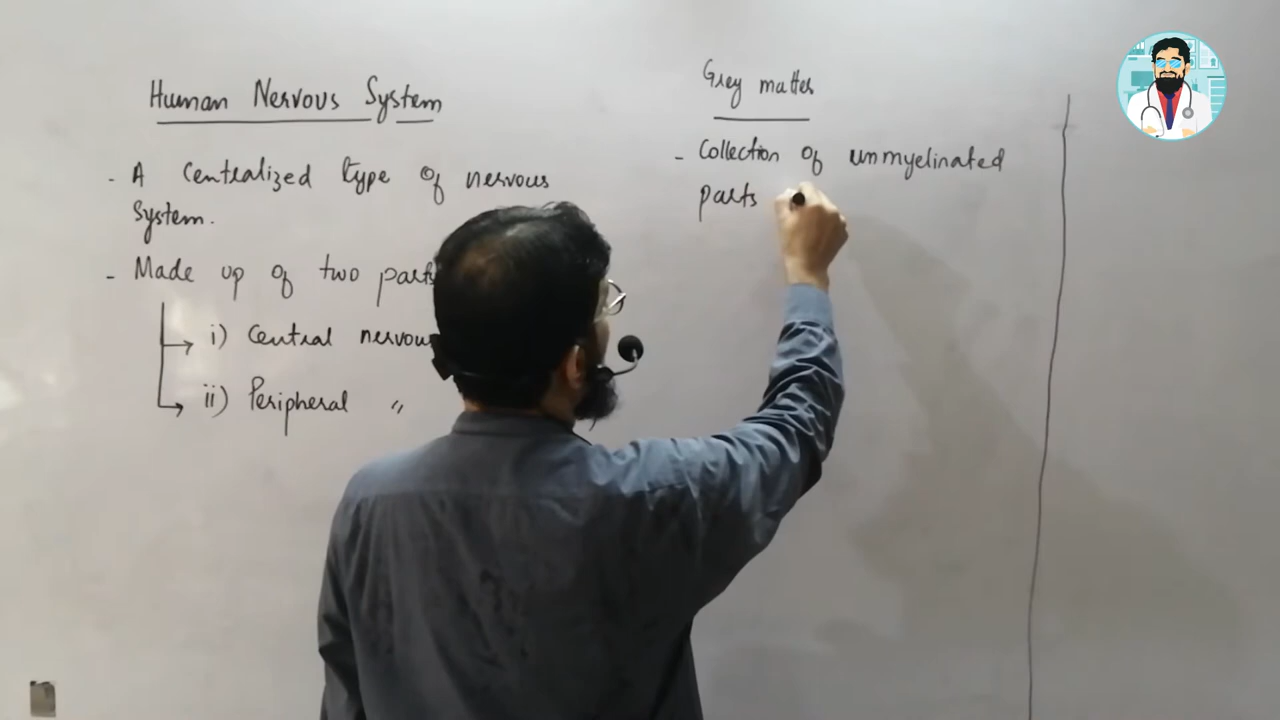 Human Nervous System
- A Centralized type of nervous
System.
- Made up of two parts
i) Central nervous
ii) Peripheral "
Grey matter
- Collection of unmyelinated
parts